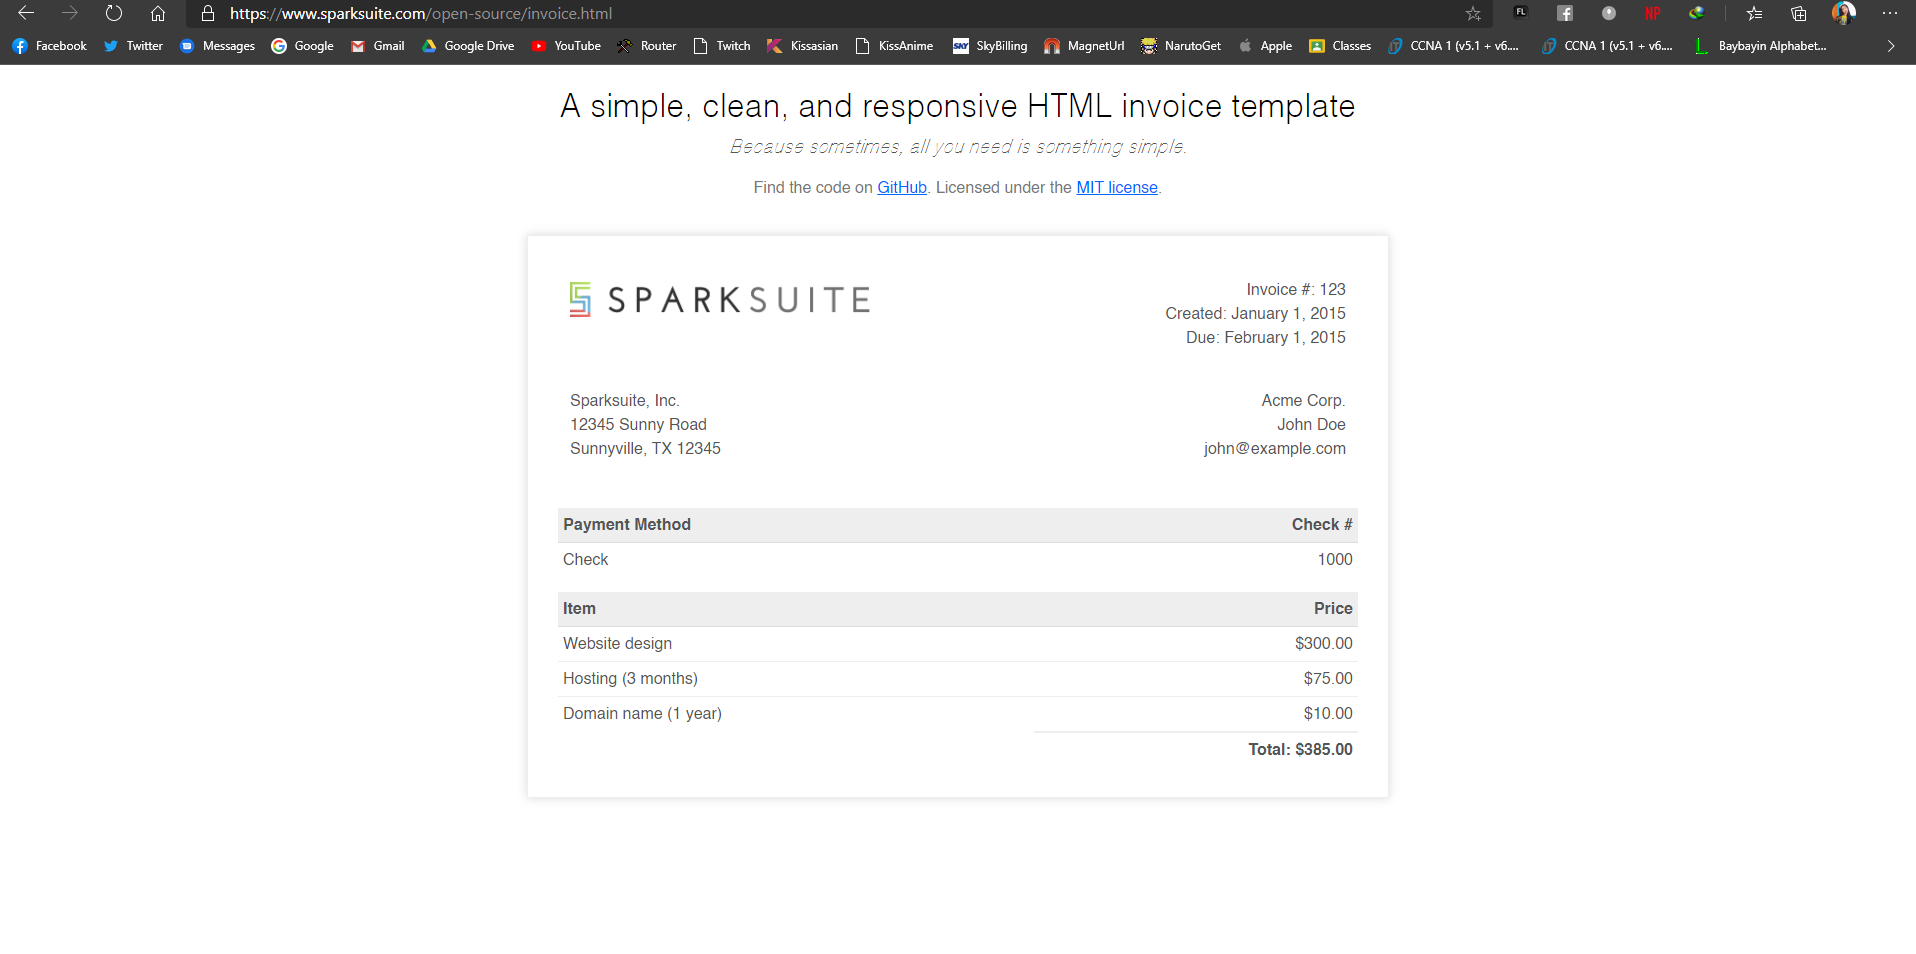 https://www.sparksuite.com/open-source/invoice.html
FL
NP
Facebook Twitter Messages Google Gmail Google Drive YouTube Router Twitch Kissasian KissAnime SKY SkyBilling MagnetUrl NarutoGet Apple Classes CCNA 1 (v5.1 + v6.... CCNA 1 (v5.1 + v6.... Baybayin Alphabet...
A simple, clean, and responsive HTML invoice template
Because sometimes, all you need is something simple.
Find the code on GitHub. Licensed under the MIT license.
SPARKSUITE
Invoice #: 123
Created: January 1, 2015
Due: February 1, 2015
Sparksuite, Inc.
12345 Sunny Road
Sunnyville, TX 12345
Acme Corp.
John Doe
john@example.com
Payment Method Check #
Check 1000
Item Price
Website design $300.00
Hosting (3 months) $75.00
Domain name (1 year) $10.00
Total: $385.00